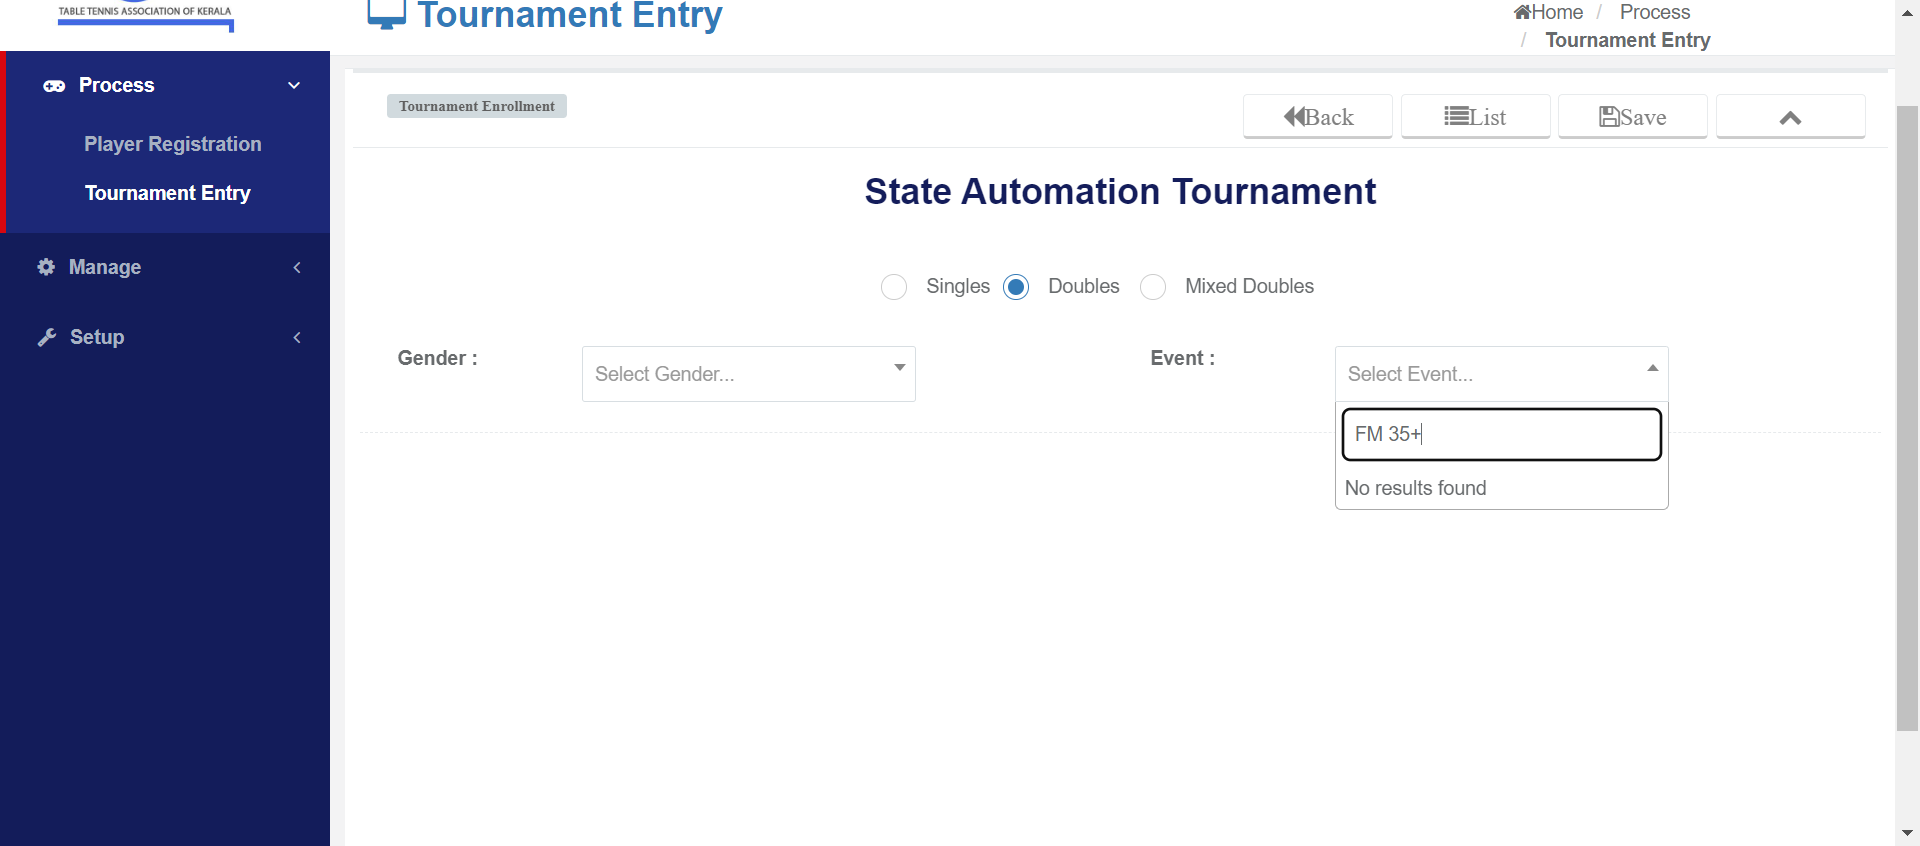 TABLE TENNIS ASSOCIATION OF KERALA
Tournament Entry
Home / Process
/ Tournament Entry
Process
Player Registration
Tournament Entry
Manage
Setup
Tournament Enrollment
Back
List
Save
State Automation Tournament
Singles
Doubles
Mixed Doubles
Gender :
Select Gender...
Event :
Select Event...
FM 35+
No results found